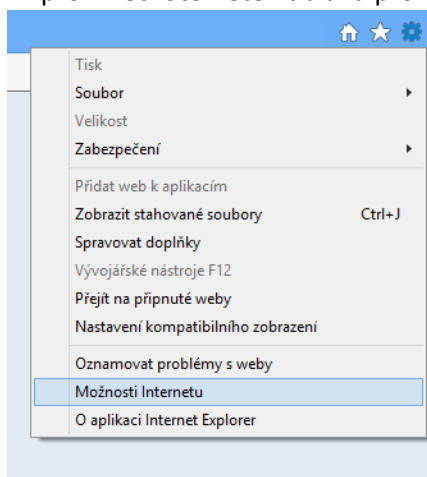 Tisk
Soubor
Velikost
Zabezpečení
Přidat web k aplikacím
Zobrazit stahované soubory Ctrl+J
Spravovat doplňky
Vývojářské nástroje F12
Přejít na připnuté weby
Nastavení kompatibilního zobrazení
Oznamovat problémy s weby
Možnosti Internetu
O aplikaci Internet Explorer